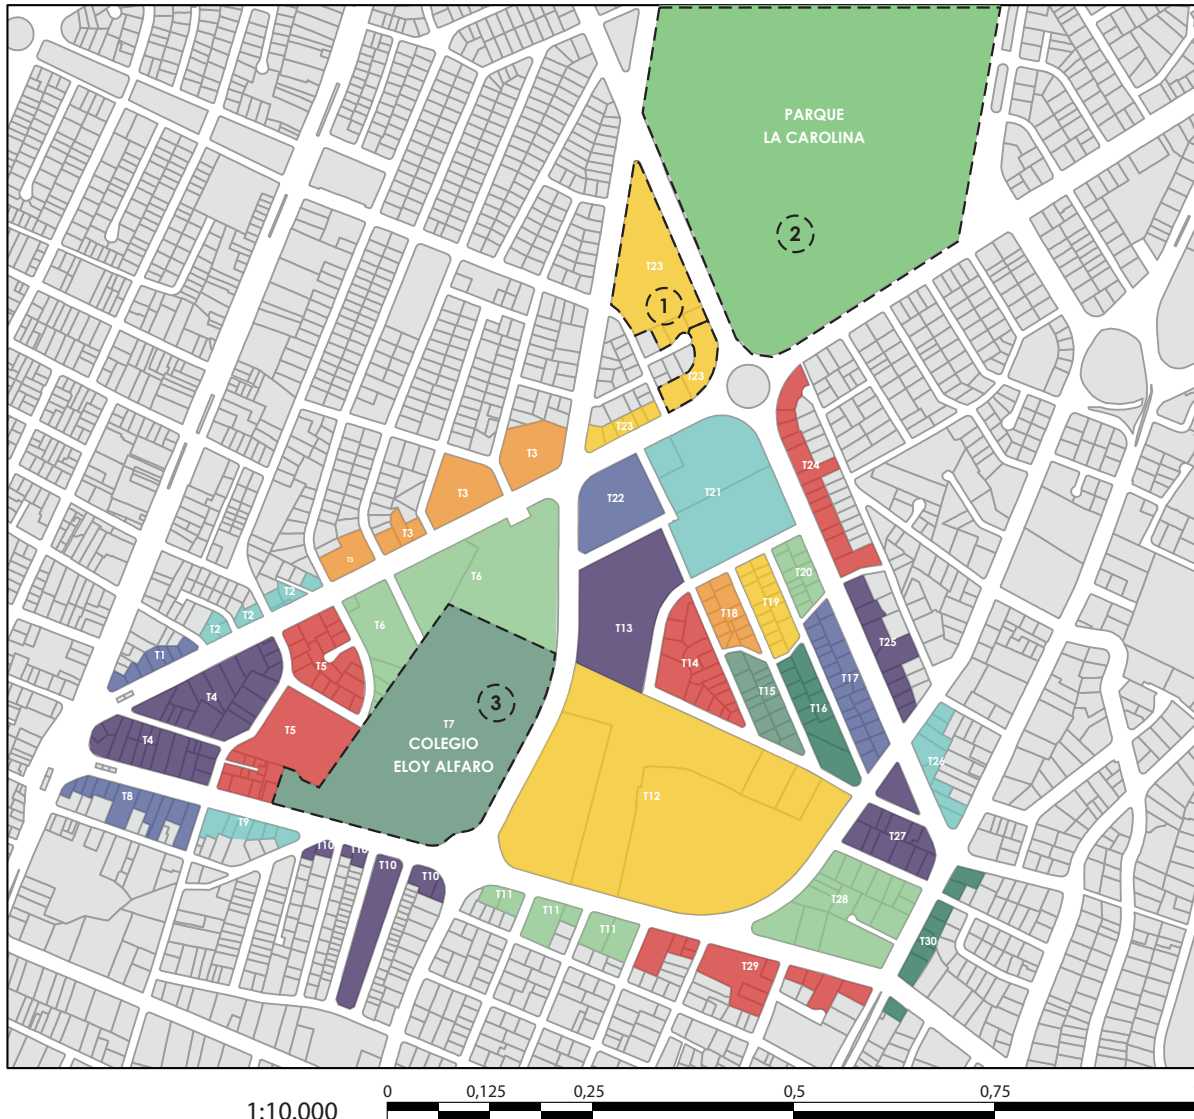 PARQUE
LA CAROLINA
2
T23
1
T23
T23
T3
T3
T3
T3
T24
T22
T21
T6
T6
T2
T2
T2
T1
T5
T5
T4
T4
T13
T18
T19
T20
T14
T15
T16
T17
T25
T26
3
T7
COLEGIO
ELOY ALFARO
T12
T8
T9
T10
T10
T10
T10
T11
T11
T11
T27
T28
T29
T30
0
0,125
0,25
0,5
0,75
1:10.000